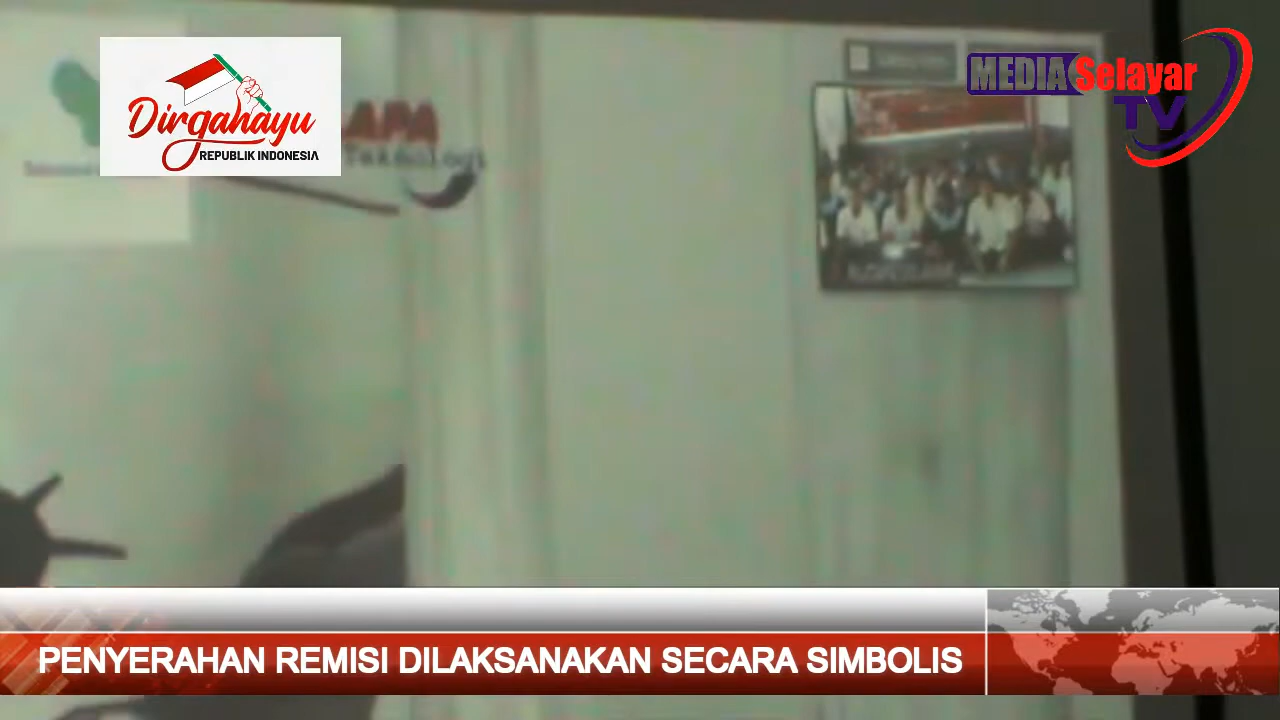 Dirgahayu
REPUBLIK INDONESIA
MEDIA Selayar
TV
PENYERAHAN REMISI DILAKSANAKAN SECARA SIMBOLIS